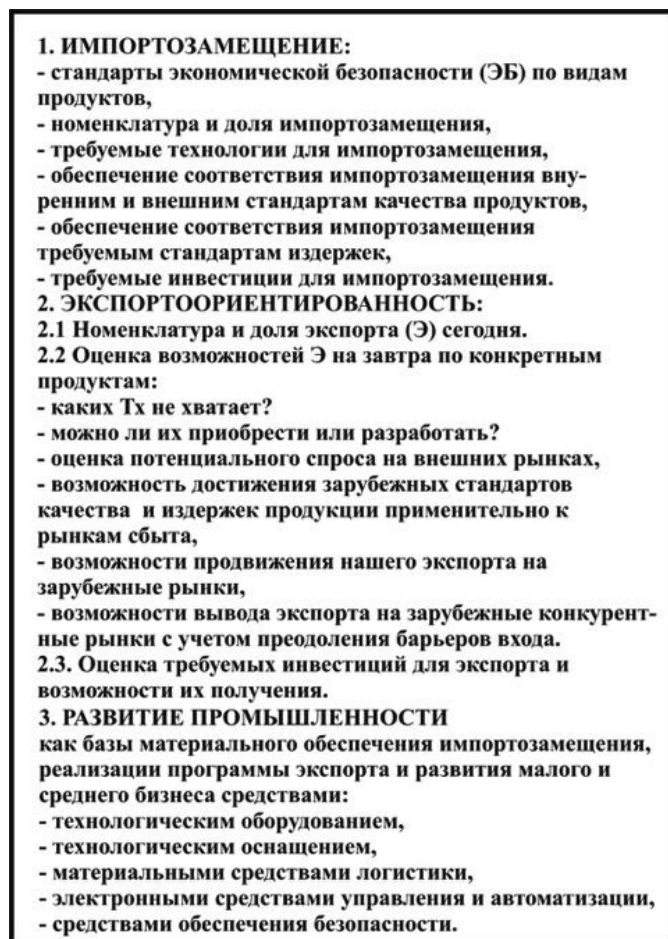 1. ИМПОРТОЗАМЕЩЕНИЕ:
- стандарты экономической безопасности (ЭБ) по видам
продуктов,
- номенклатура и доля импортозамещения,
- требуемые технологии для импортозамещения,
- обеспечение соответствия импортозамещения вну-
ренним и внешним стандартам качества продуктов,
- обеспечение соответствия импортозамещения
требуемым стандартам издержек,
- требуемые инвестиции для импортозамещения.
2. ЭКСПОРТООРИЕНТИРОВАННОСТЬ:
2.1 Номенклатура и доля экспорта (Э) сегодня.
2.2 Оценка возможностей Э на завтра по конкретным
продуктам:
- каких Тх не хватает?
- можно ли их приобрести или разработать?
- оценка потенциального спроса на внешних рынках,
- возможность достижения зарубежных стандартов
качества и издержек продукции применительно к
рынкам сбыта,
- возможности продвижения нашего экспорта на
зарубежные рынки,
- возможности вывода экспорта на зарубежные конкурент-
ные рынки с учетом преодоления барьеров входа.
2.3. Оценка требуемых инвестиций для экспорта и
возможности их получения.
3. РАЗВИТИЕ ПРОМЫШЛЕННОСТИ
как базы материального обеспечения импортозамещения,
реализации программы экспорта и развития малого и
среднего бизнеса средствами:
- технологическим оборудованием,
- технологическим оснащением,
- материальными средствами логистики,
- электронными средствами управления и автоматизации,
- средствами обеспечения безопасности.